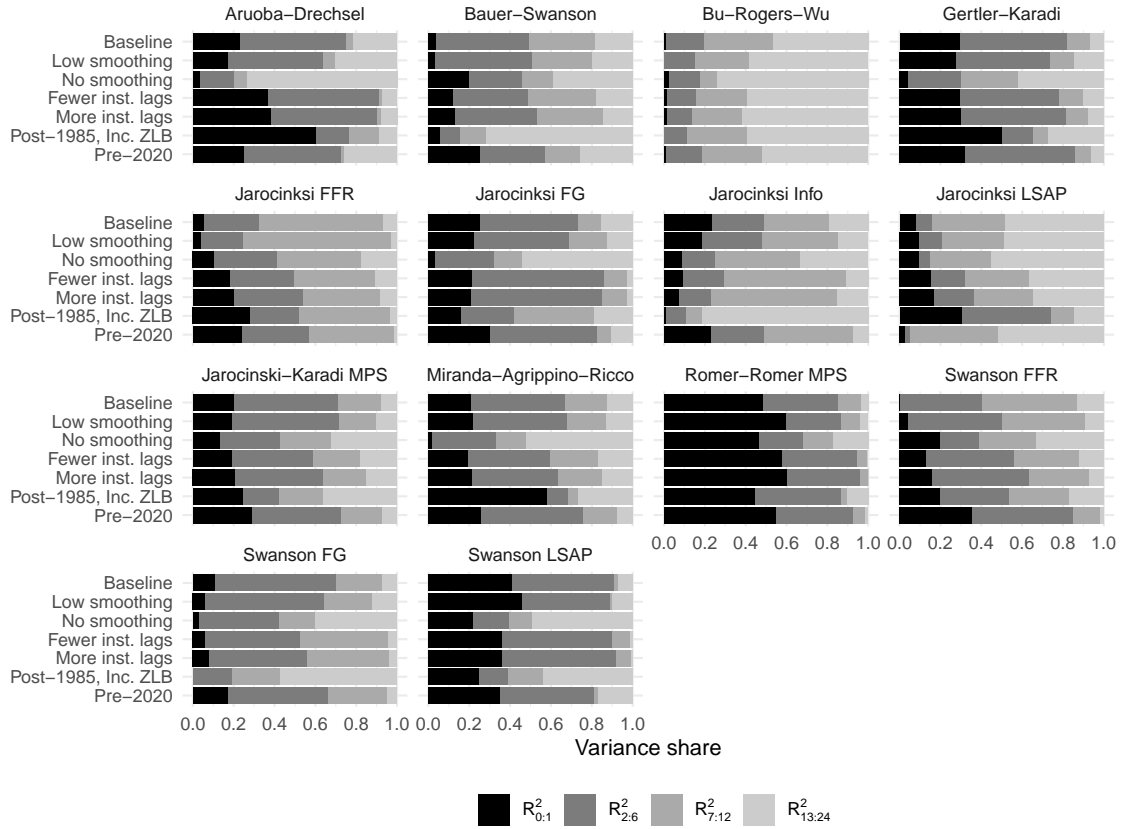 Aruoba−Drechsel Bauer−Swanson Bu−Rogers−Wu Gertler−Karadi
Baseline
Low smoothing
No smoothing
Fewer inst. lags
More inst. lags
Post−1985, Inc. ZLB
Pre−2020
Jarocinksi FFR Jarocinksi FG Jarocinksi Info Jarocinksi LSAP
Baseline
Low smoothing
No smoothing
Fewer inst. lags
More inst. lags
Post−1985, Inc. ZLB
Pre−2020
Jarocinski−Karadi MPS Miranda−Agrippino−Ricco Romer−Romer MPS Swanson FFR
Baseline
Low smoothing
No smoothing
Fewer inst. lags
More inst. lags
Post−1985, Inc. ZLB
Pre−2020
0.0 0.2 0.4 0.6 0.8 1.0 0.0 0.2 0.4 0.6 0.8 1.0
Swanson FG Swanson LSAP
Baseline
Low smoothing
No smoothing
Fewer inst. lags
More inst. lags
Post−1985, Inc. ZLB
Pre−2020
0.0 0.2 0.4 0.6 0.8 1.0 0.0 0.2 0.4 0.6 0.8 1.0
Variance share
R²₀:₁ R²₂:₆ R²₇:₁₂ R²₁₃:₂₄